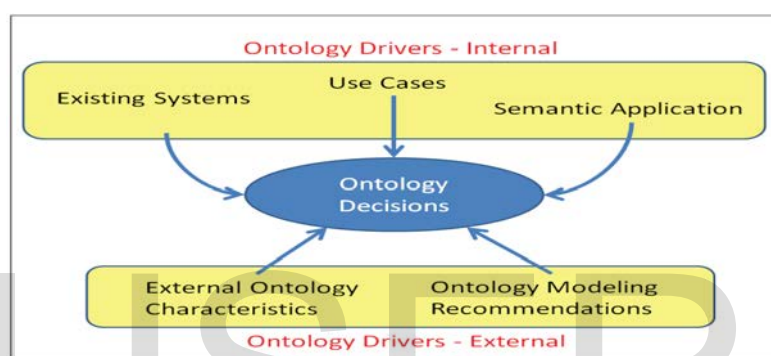 Ontology Drivers - Internal
Existing Systems
Use Cases
Semantic Application
Ontology
Decisions
External Ontology
Characteristics
Ontology Modeling
Recommendations
Ontology Drivers - External